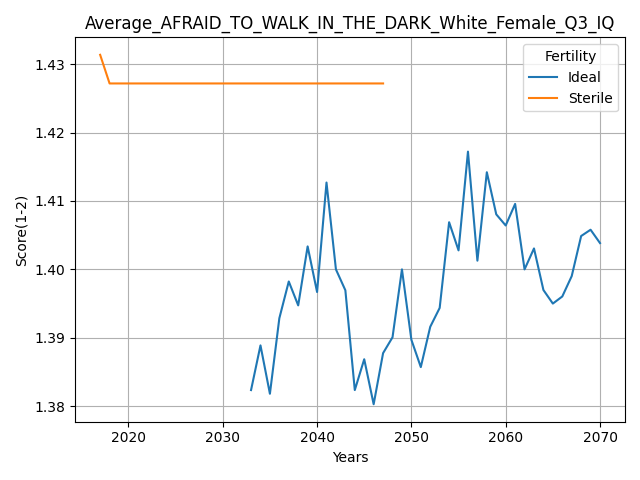 Average_AFRAID_TO_WALK_IN_THE_DARK_White_Female_Q3_IQ
Fertility
Ideal
Sterile
Score(1-2)
1.43
1.42
1.41
1.40
1.39
1.38
2020 2030 2040 2050 2060 2070
Years